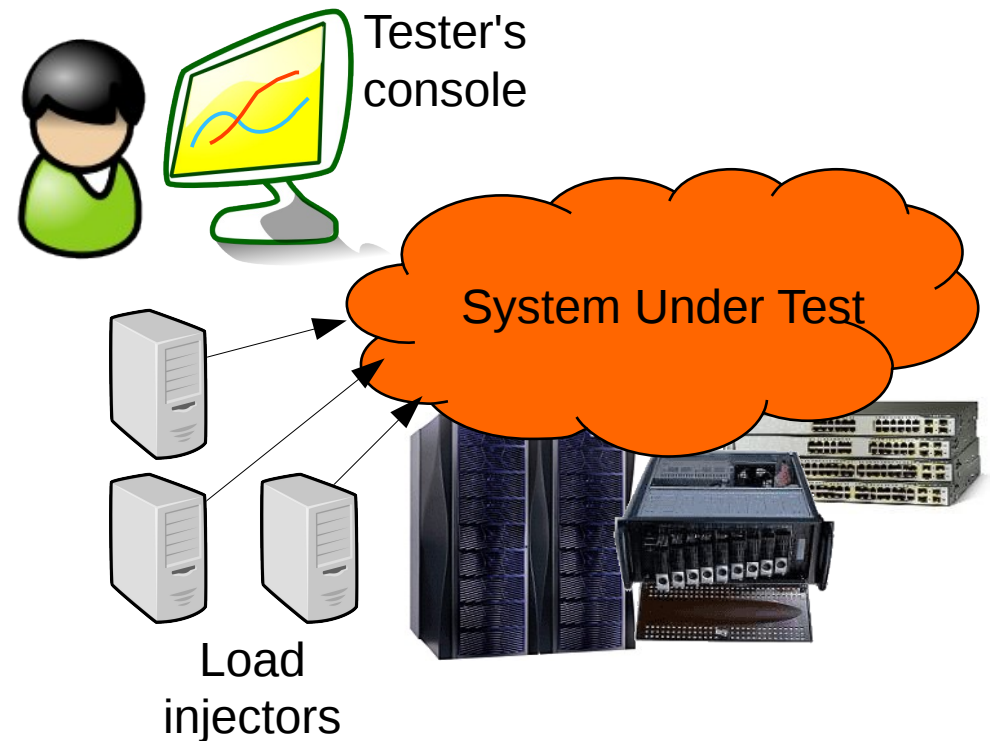 Tester's
console
System Under Test
Load
injectors